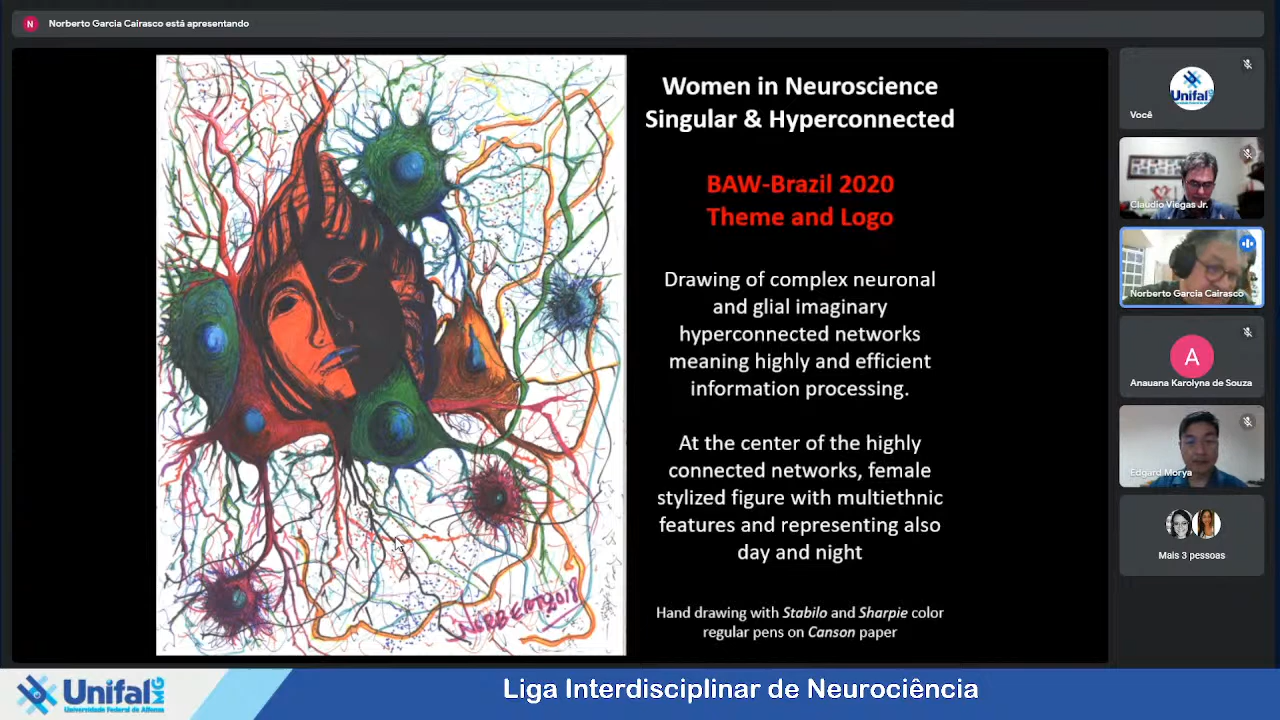 N
Norberto Garcia Cairasco está apresentando
Women in Neuroscience
Singular & Hyperconnected
BAW-Brazil 2020
Theme and Logo
Drawing of complex neuronal
and glial imaginary
hyperconnected networks
meaning highly and efficient
information processing.
At the center of the highly
connected networks, female
stylized figure with multiethnic
features and representing also
day and night
Hand drawing with Stabilo and Sharpie color
regular pens on Canson paper
NORBERTO 2018
Unifal
Você
Claudio Viegas Jr.
Norberto Garcia Cairasco
A
Anauana Karolyna de Souza
Edgard Morya
Mais 3 pessoas
Unifal MG
Universidade Federal de Alfenas
Liga Interdisciplinar de Neurociência